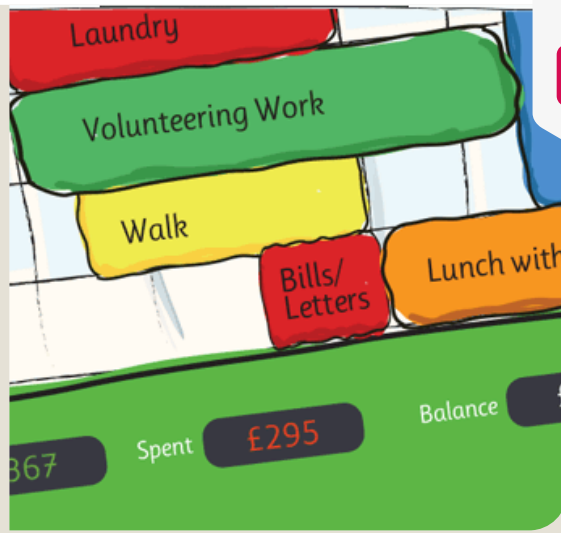 Laundry
Volunteering Work
Walk
Bills/
Letters
Lunch with
367
Spent
£295
Balance
£